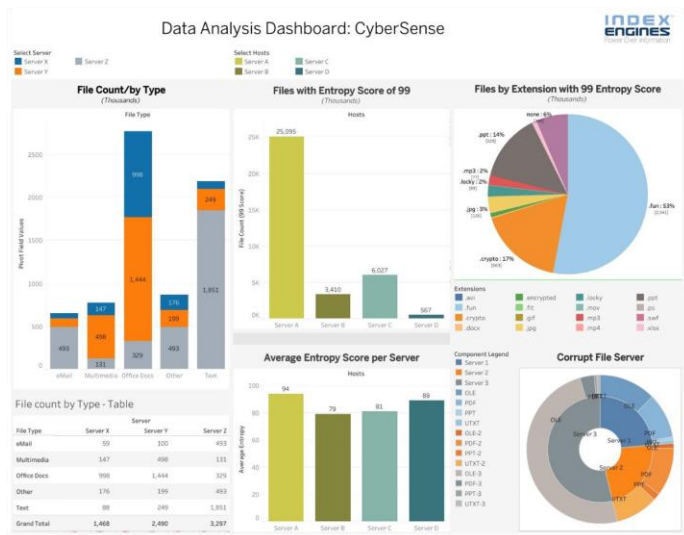 Data Analysis Dashboard: CyberSense
INDEX
ENGINES
Power Over Information
Select Server
Server X
Server Z
Server Y
Select Hosts
Server A
Server C
Server B
Server D
File Count/by Type
(Thousands)
File Type
Pivot Field Values
2500
2000
1500
1000
500
0
493
147
498
131
998
1,444
329
176
199
493
249
1,851
eMail
Multimedia
Office Docs
Other
Text
Files with Entropy Score of 99
(Thousands)
Hosts
File Count (99 Score)
25K
20K
15K
10K
5K
0K
25,095
3,410
6,027
567
Server A
Server B
Server C
Server D
Files by Extension with 99 Entropy Score
(Thousands)
none : 6%
.ppt : 14%
.mp3 : 2%
.locky : 2%
.jpg : 3%
.crypto : 17%
.fun : 53%
Extensions
.avi
.encrypted
.locky
.ppt
.fun
.mov
.ps
.crypto
.gif
.mp3
.swf
.docx
.jpg
.mp4
.xlsx
File count by Type - Table
Server
File Type
Server X
Server Y
Server Z
eMail
59
100
493
Multimedia
147
498
131
Office Docs
998
1,444
329
Other
176
199
493
Text
88
249
1,851
Grand Total
1,468
2,490
3,297
Average Entropy Score per Server
Hosts
Average Entropy
100
80
60
40
20
0
94
79
81
89
Server A
Server B
Server C
Server D
Component Legend
Server 1
Server 2
Server 3
OLE
PDF
PPT
UTXT
OLE-2
PDF-2
PPT-2
UTXT-2
OLE-3
PDF-3
PPT-3
UTXT-3
Corrupt File Server
OLE
OLE
Server 3
Server 1
PDF
OLE
Server 2
PDF
PPT
UTXT